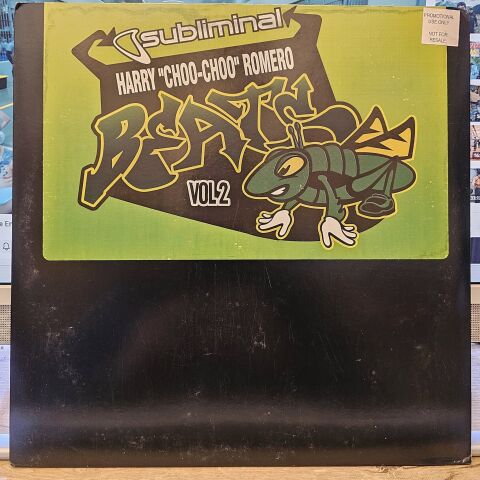 subliminal
HARRY "CHOO-CHOO" ROMERO
BEATS
VOL 2
PROMOTIONAL
USE ONLY
NOT FOR
RESALE